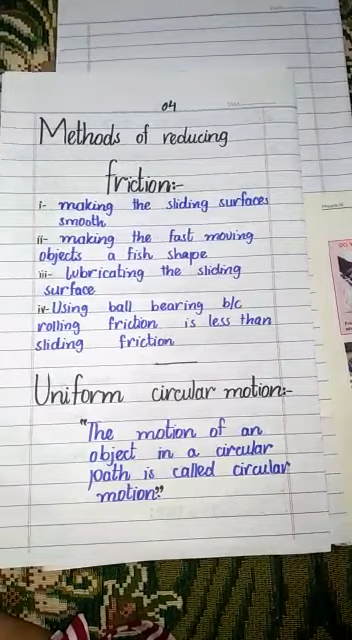 04
Methods of reducing
friction:-
i- making the sliding surfaces
smooth
ii- making the fast moving
objects a fish shape
iii- lubricating the sliding
surface
iv- Using ball bearing b/c
rolling friction is less than
sliding friction
Uniform circular motion:-
"The motion of an
object in a circular
path is called circular
motion."